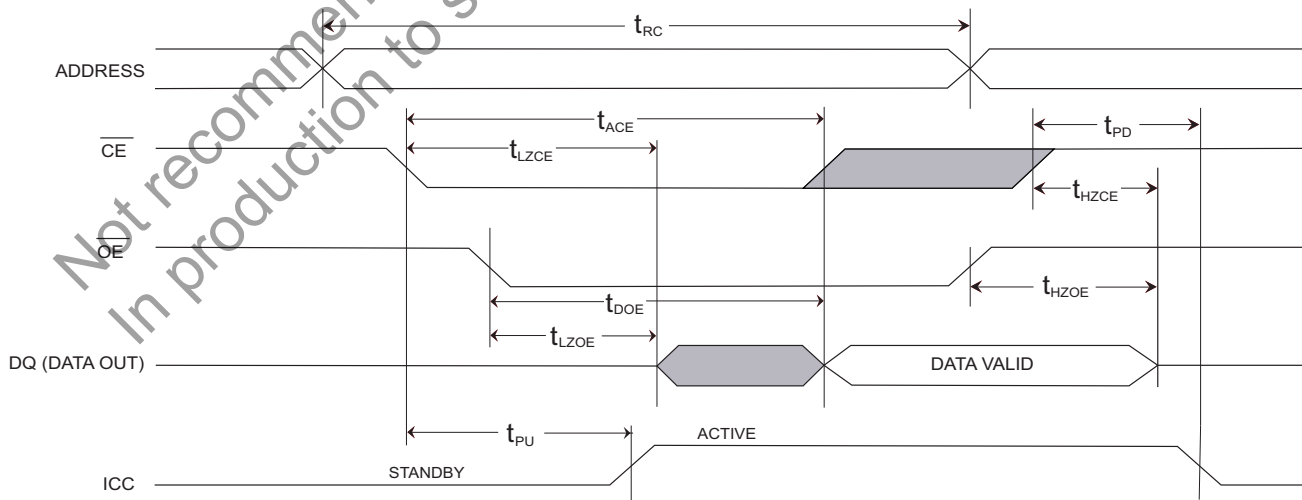 Not recommen
In production to s
tRC
ADDRESS
tACE
tPD
CE
tLZCE
tHZCE
OE
tHZOE
tDOE
tLZOE
DQ (DATA OUT)
DATA VALID
tPU
ACTIVE
STANDBY
ICC